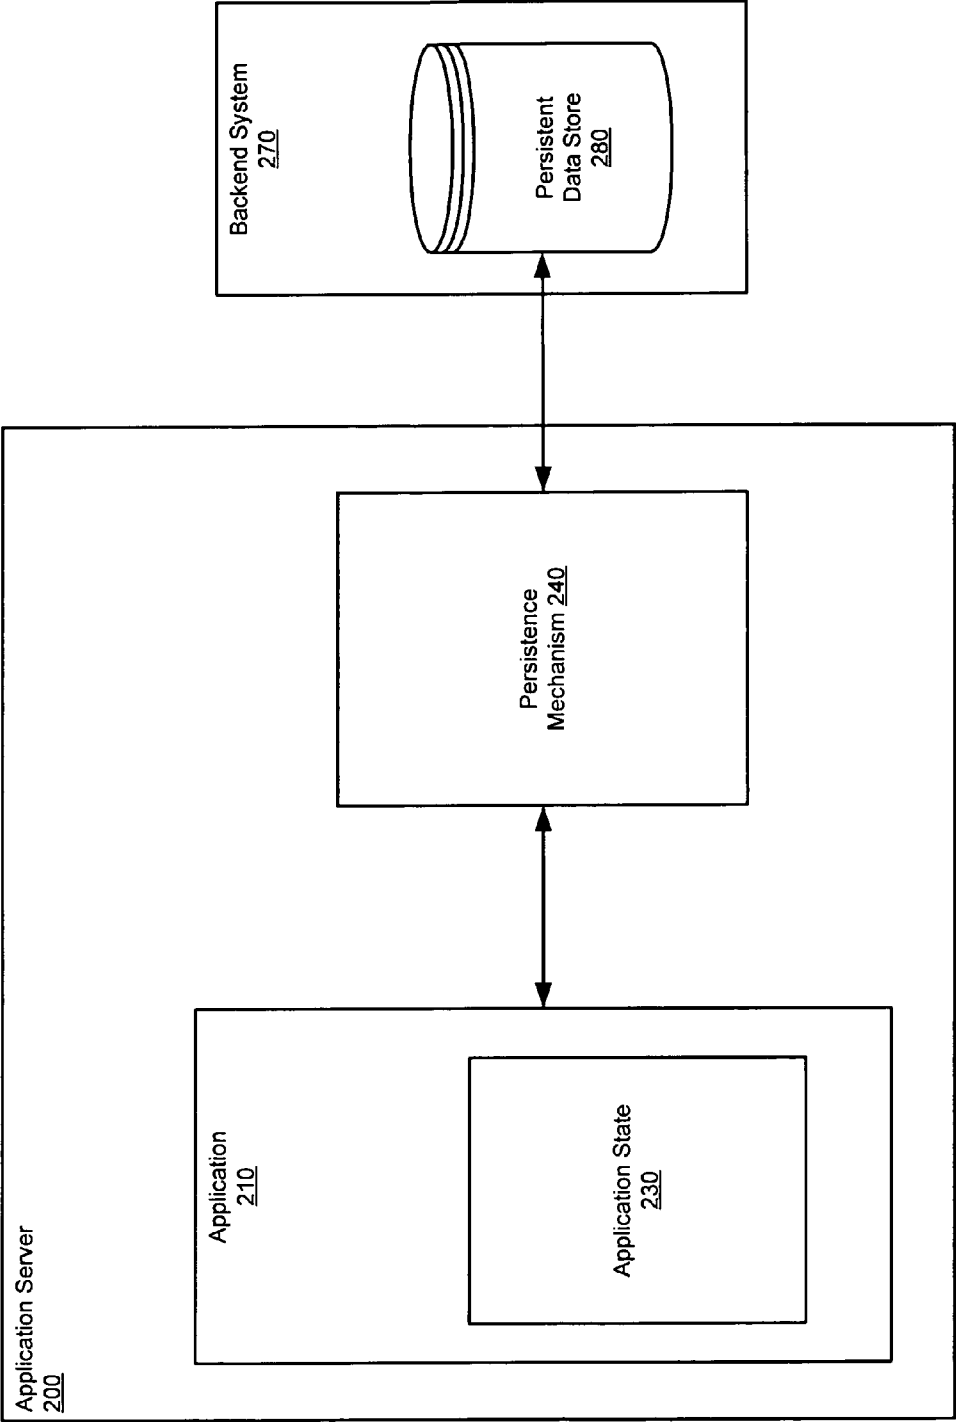 Application Server
200
Application
210
Application State
230
Persistence
Mechanism 240
Backend System
270
Persistent
Data Store
280